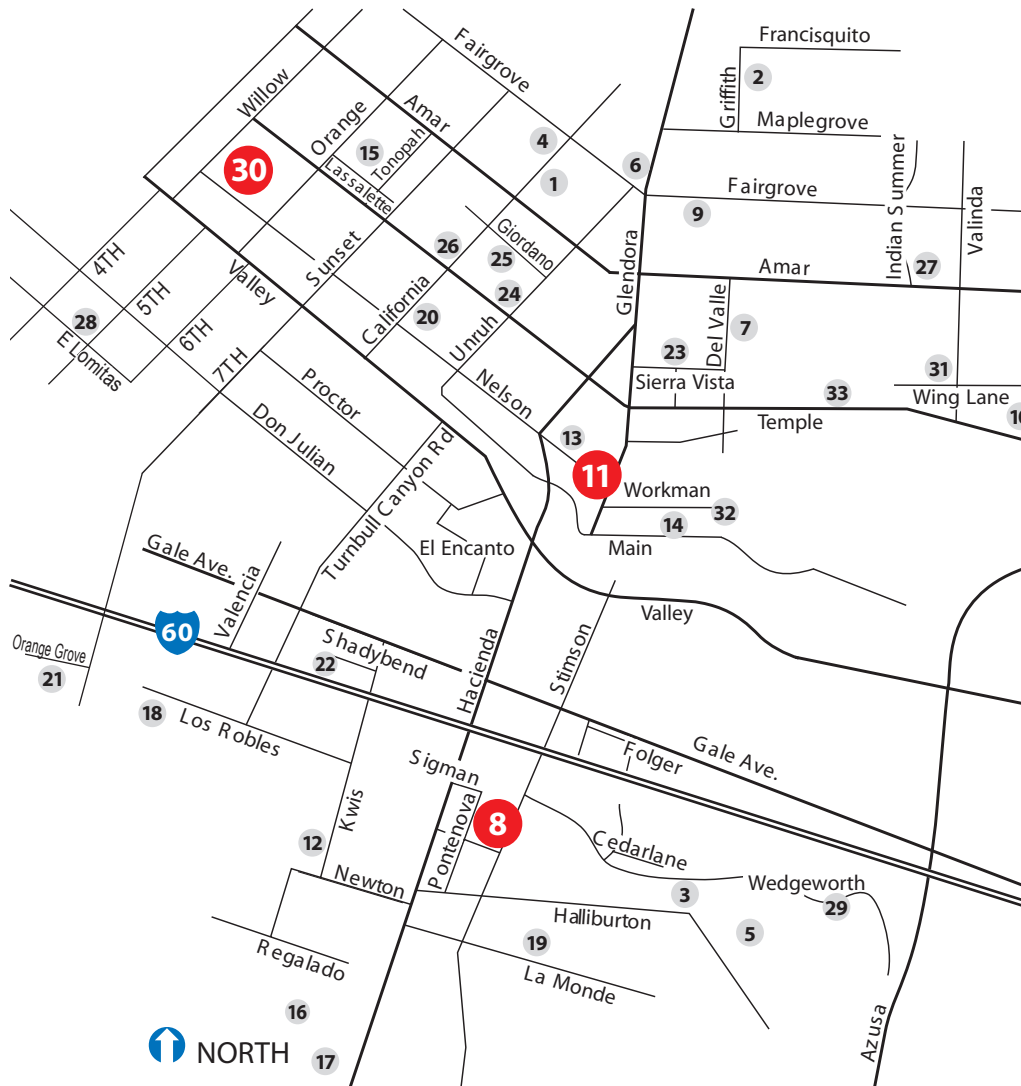 Francisquito
Fairgrove
2
Griffith
Willow
Amar
Maplegrove
Orange
4
15
Tonopah
6
Indian Summer
30
Lassalette
1
Fairgrove
9
Valinda
4TH
Giordano
Sunset
26
25
Glendora
Amar
27
Valley
5TH
24
California
20
Del Valle
7
28
6TH
Unruh
23
El Lomitas
7TH
Sierra Vista
31
Proctor
Nelson
33
Wing Lane
Temple
Don Julian
13
11
Turnbull Canyon Rd
Workman
32
14
El Encanto
Main
Gale Ave.
Valencia
Valley
60
Orange Grove
Shadybend
22
Hacienda
Stimson
21
18
Los Robles
Folger
Gale Ave.
Sigman
Kwis
Pontenova
8
12
Cedarlane
Newton
Wedgeworth
3
29
Halliburton
5
19
Regalado
La Monde
16
Azusa
NORTH
17